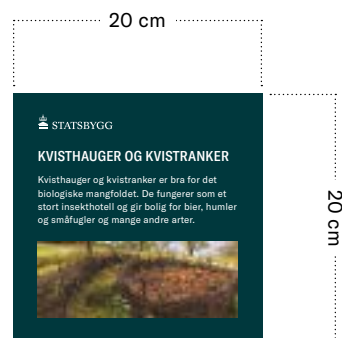 20 cm
STATSBYGG
KVISTHAUGER OG KVISTRANKER
Kvisthauger og kvistranker er bra for det
biologiske mangfoldet. De fungerer som et
stort insekthotell og gir bolig for bier, humler
og småfugler og mange andre arter.
20 cm